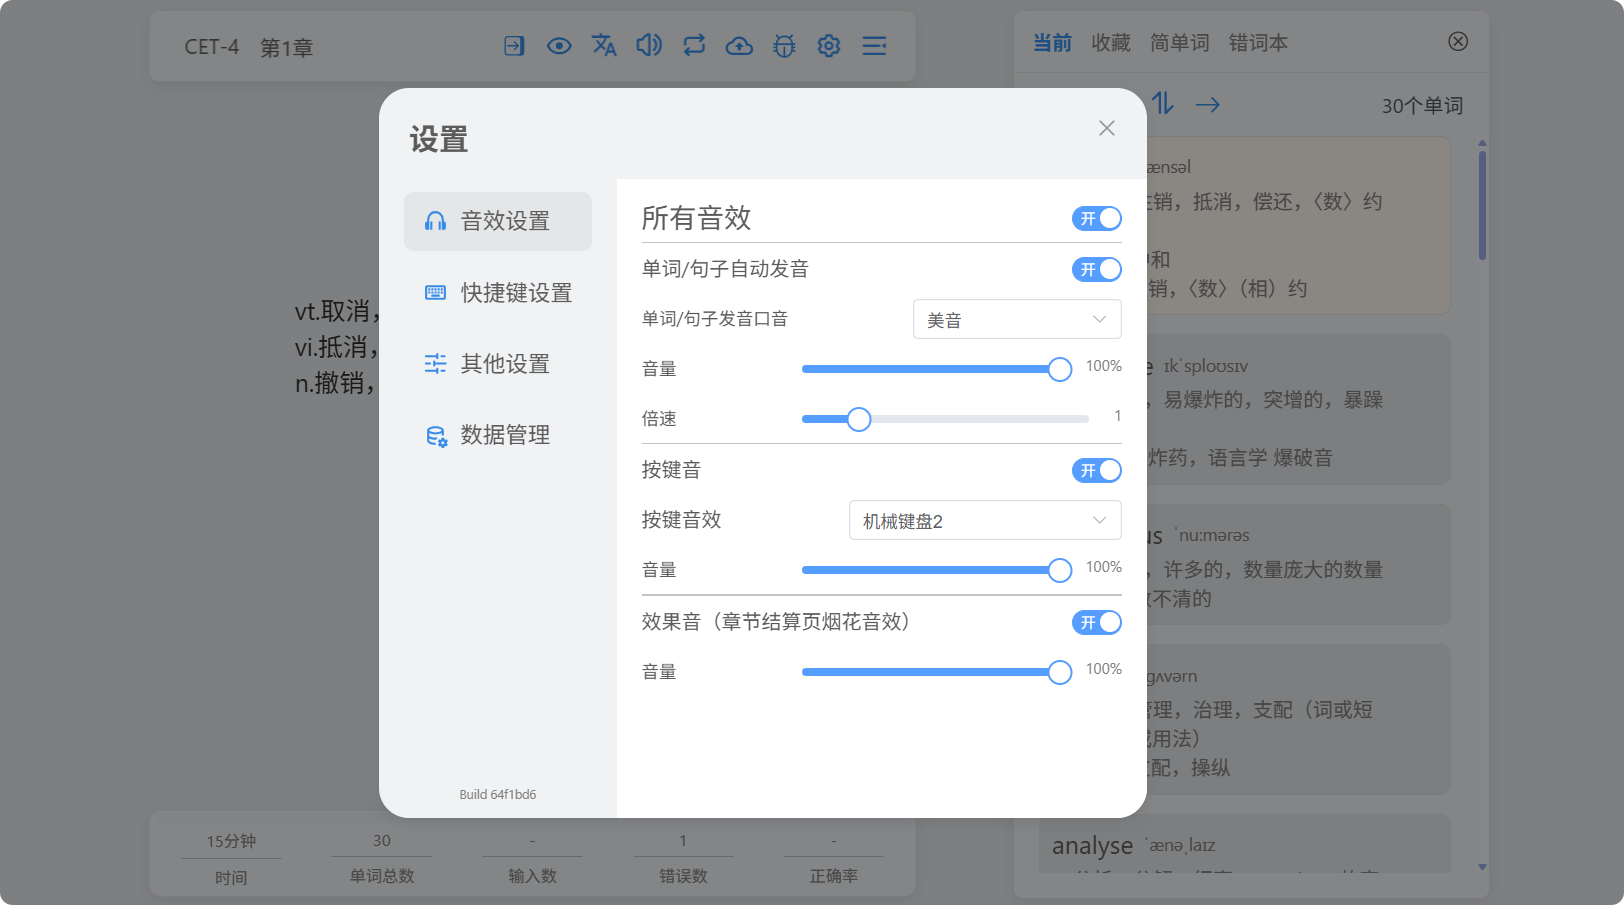 CET-4 第1章
当前 收藏 简单词 错词本
30个单词
设置
音效设置
快捷键设置
其他设置
数据管理
Build 64f1bd6
所有音效 开
单词/句子自动发音 开
单词/句子发音口音 美音
音量 100%
倍速 1
按键音 开
按键音效 机械键盘2
音量 100%
效果音（章节结算页烟花音效） 开
音量 100%
vt.取消，
vi.抵消，
n.撤销，
ænsəl
销，抵消，偿还，〈数〉约
和
销，〈数〉（相）约
e ɪkˈsploʊsɪv
，易爆炸的，突增的，暴躁
炸药，语言学 爆破音
us ˈnuːmərəs
，许多的，数量庞大的数量
不清的
gʌvərn
管理，治理，支配（词或短
或用法）
支配，操纵
analyse ˈænəˌlaɪz
15分钟
时间
30
单词总数
-
输入数
1
错误数
-
正确率